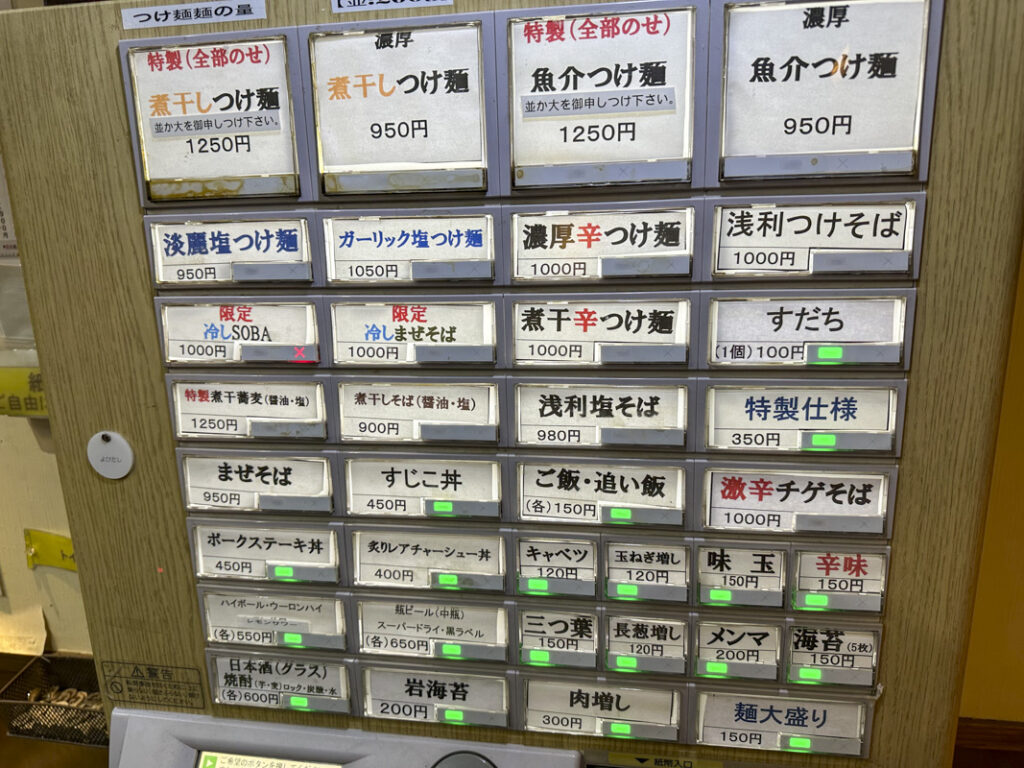 つけ麺麺の量
特製(全部のせ)
煮干しつけ麺
並か大を御申しつけ下さい。
1250円
濃厚
煮干しつけ麺
950円
特製(全部のせ)
魚介つけ麺
並か大を御申しつけ下さい。
1250円
濃厚
魚介つけ麺
950円
淡麗塩つけ麺
950円
ガーリック塩つけ麺
1050円
濃厚辛つけ麺
1000円
浅利つけそば
1000円
限定
冷しSOBA
1000円
限定
冷しまぜそば
1000円
煮干辛つけ麺
1000円
すだち
(1個)100円
特製煮干蕎麦(醤油・塩)
1250円
煮干しそば(醤油・塩)
900円
浅利塩そば
980円
特製仕様
350円
まぜそば
950円
すじこ丼
450円
ご飯・追い飯
(各)150円
激辛チゲそば
1000円
ポークステーキ丼
450円
炙りレアチャーシュー丼
400円
キャベツ
120円
玉ねぎ増し
120円
味玉
150円
辛味
150円
ハイボール・ウーロンハイ
レモンサワー
(各)550円
瓶ビール(中瓶)
スーパードライ・黒ラベル
(各)650円
三つ葉
150円
長葱増し
120円
メンマ
200円
海苔(5枚)
150円
日本酒(グラス)
焼酎(芋・麦)ロック・炭酸・水
(各)600円
岩海苔
200円
肉増し
300円
麺大盛り
150円
よびだし
警告
紙幣入口